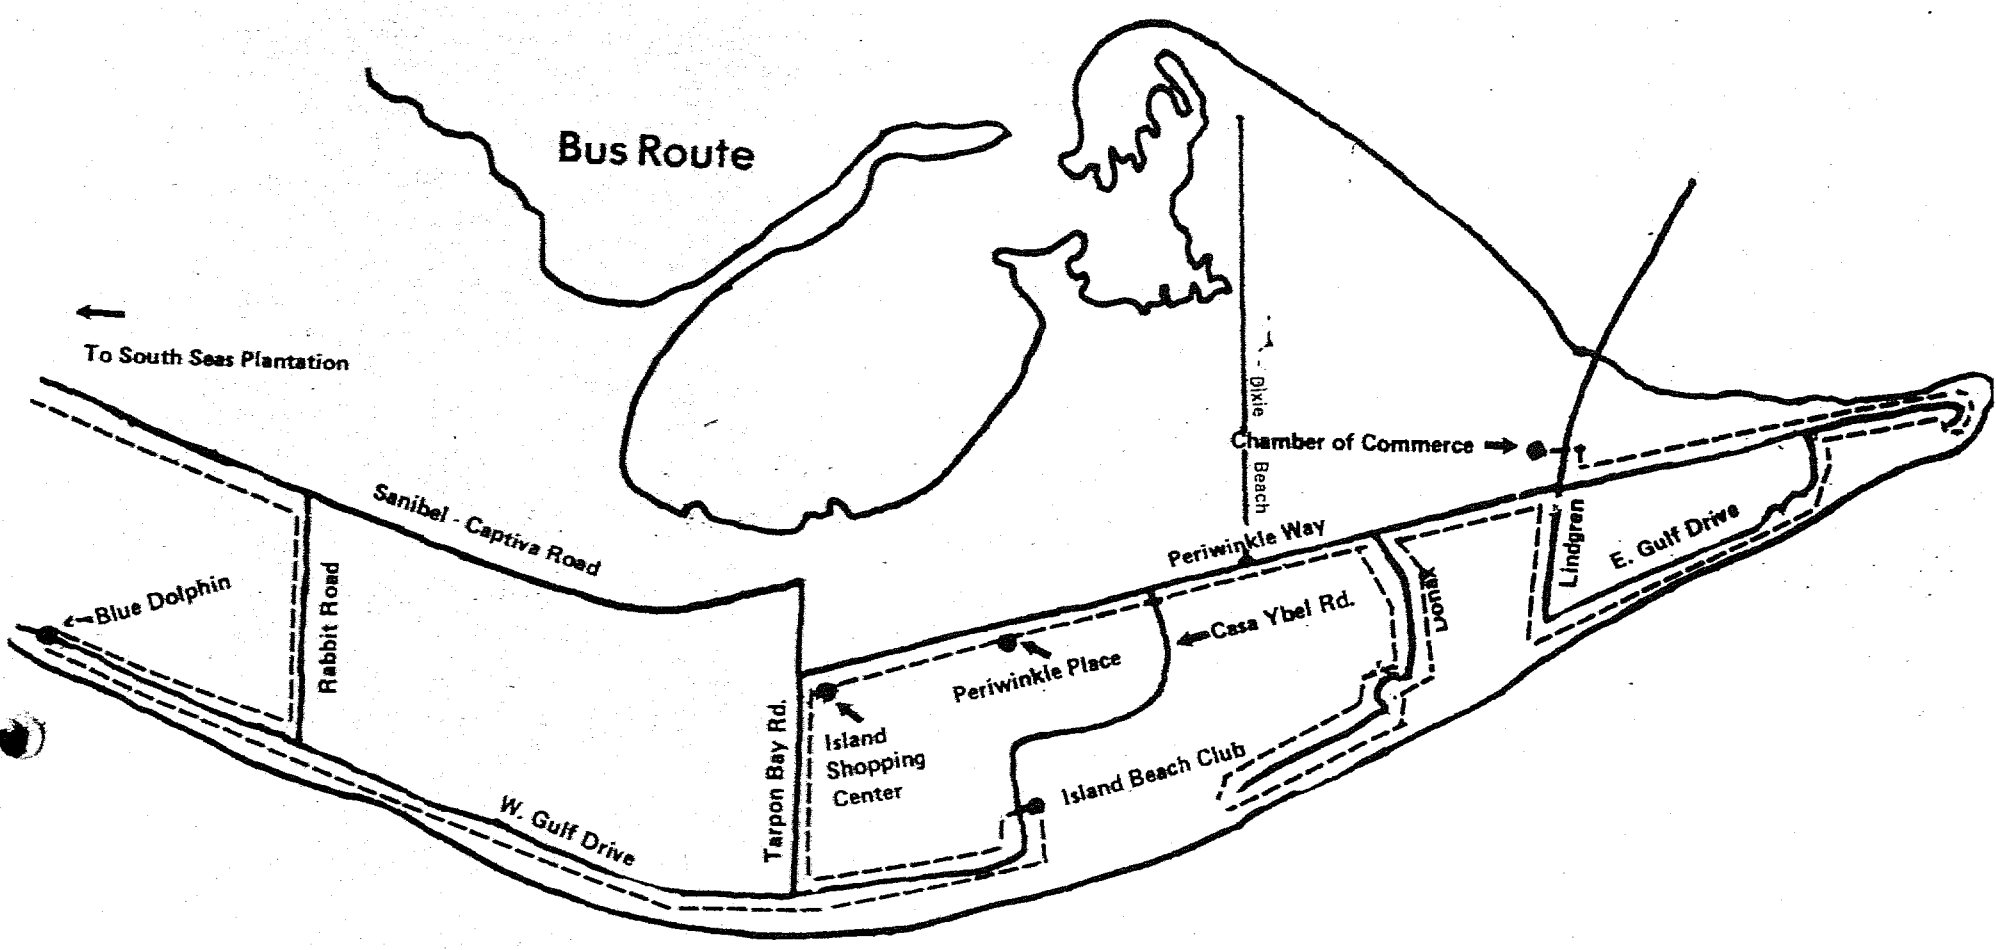 Bus Route
To South Seas Plantation
Dixie Beach
Chamber of Commerce
Sanibel - Captiva Road
Periwinkle Way
Lindgren
E. Gulf Drive
Blue Dolphin
Rabbit Road
Casa Ybel Rd.
Donax
Periwinkle Place
Tarpon Bay Rd.
Island
Shopping
Center
Island Beach Club
W. Gulf Drive